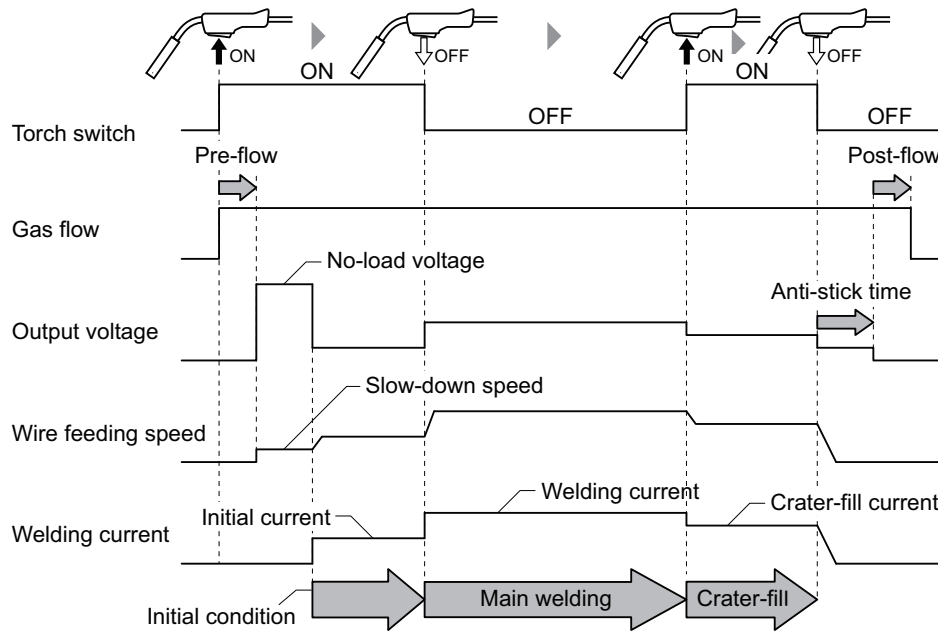 ON
OFF
ON
OFF
ON
ON
OFF
OFF
Torch switch
Pre-flow
Post-flow
Gas flow
No-load voltage
Anti-stick time
Output voltage
Slow-down speed
Wire feeding speed
Welding current
Crater-fill current
Initial current
Welding current
Main welding
Crater-fill
Initial condition